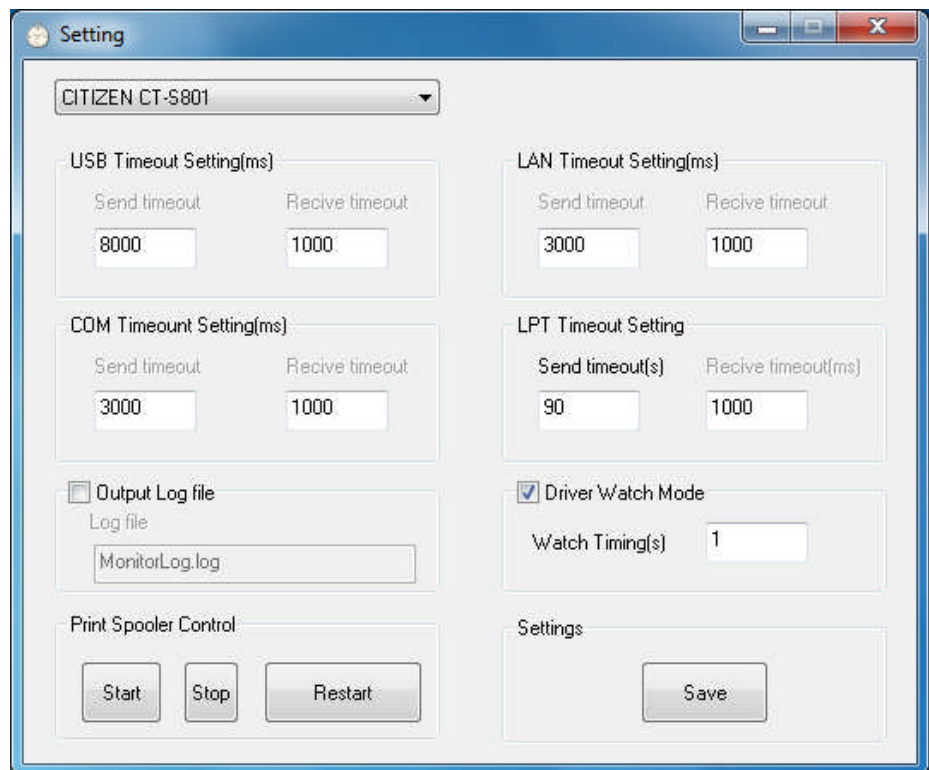 Setting
CITIZEN CT-S801
USB Timeout Setting(ms)
Send timeout Recive timeout
8000 1000
LAN Timeout Setting(ms)
Send timeout Recive timeout
3000 1000
COM Timeount Setting(ms)
Send timeout Recive timeout
3000 1000
LPT Timeout Setting
Send timeout(s) Recive timeout(ms)
90 1000
Output Log file
Log file
MonitorLog.log
Driver Watch Mode
Watch Timing(s) 1
Print Spooler Control
Start Stop Restart
Settings
Save